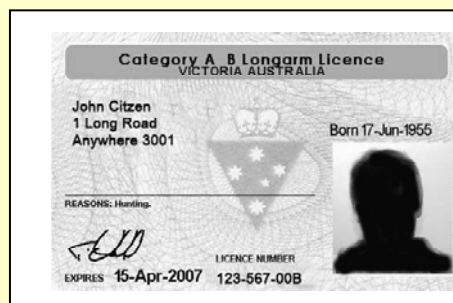 Category A B Longarm Licence
VICTORIA AUSTRALIA
John Citzen
1 Long Road
Anywhere 3001
Born 17-Jun-1955
REASONS: Hunting.
LICENCE NUMBER
EXPIRES 15-Apr-2007 123-567-00B